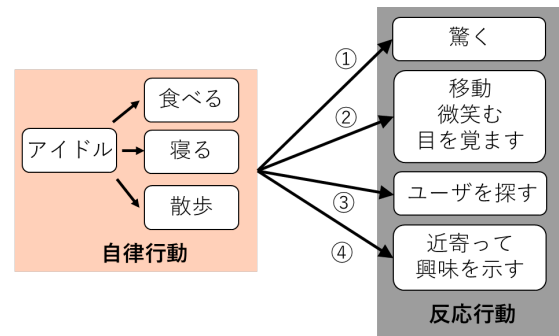 アイドル
食べる
寝る
散歩
自律行動
①
②
③
④
驚く
移動
微笑む
目を覚ます
ユーザを探す
近寄って
興味を示す
反応行動